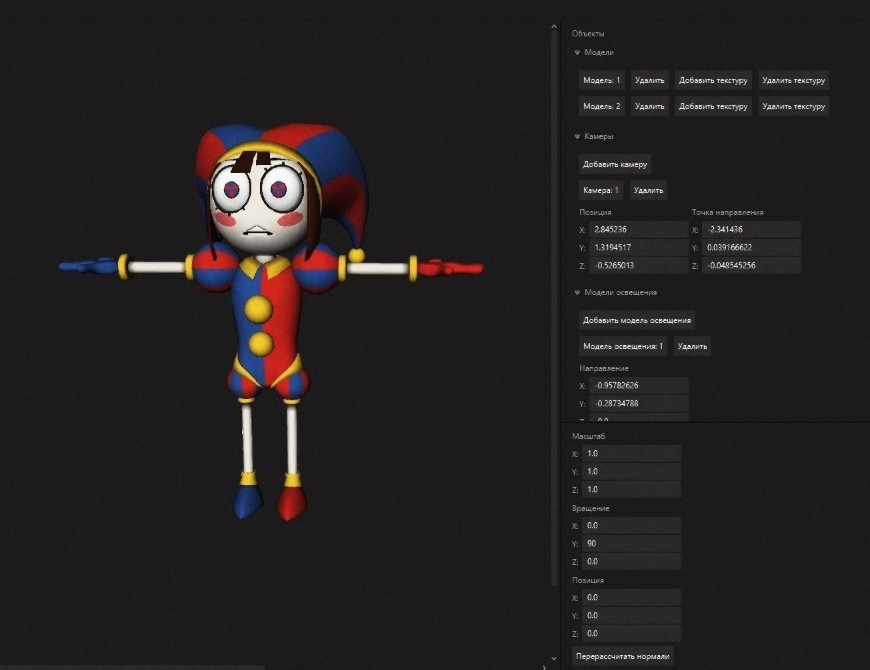 Объекты
Модели
Модель: 1 Удалить Добавить текстуру Удалить текстуру
Модель: 2 Удалить Добавить текстуру Удалить текстуру
Камеры
Добавить камеру
Камера: 1 Удалить
Позиция Точка направления
X: 2.845236 X: -2.341436
Y: 1.3194517 Y: 0.039166622
Z: -0.5265013 Z: -0.048545256
Модели освещения
Добавить модель освещения
Модель освещения: 1 Удалить
Направление
X: -0.95782626
Y: -0.28734788
Масштаб
X: 1.0
Y: 1.0
Z: 1.0
Вращение
X: 0.0
Y: 90
Z: 0.0
Позиция
X: 0.0
Y: 0.0
Z: 0.0
Перерассчитать нормали